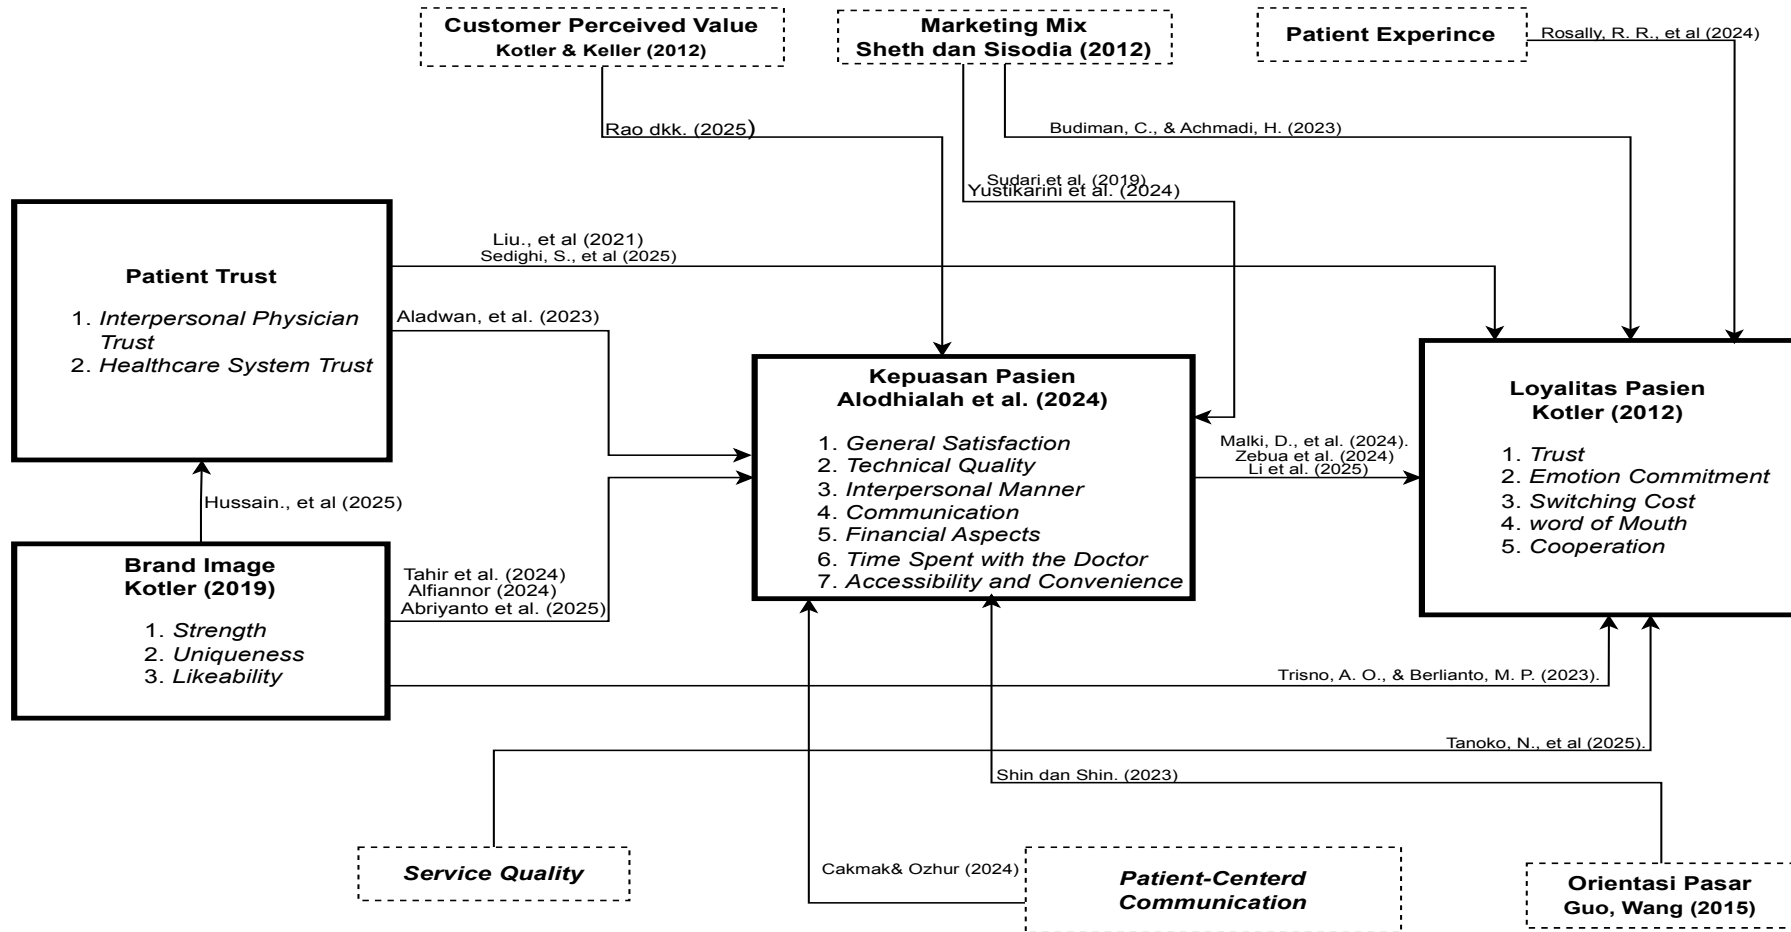 Customer Perceived Value
Kotler & Keller (2012)
Marketing Mix
Sheth dan Sisodia (2012)
Patient Experince
Rosally, R. R., et al (2024)
Rao dkk. (2025)
Budiman, C., & Achmadi, H. (2023)
Sudari et al. (2019)
Yustikarini et al. (2024)
Liu., et al (2021)
Sedighi, S., et al (2025)
Patient Trust
1. Interpersonal Physician
Trust
2. Healthcare System Trust
Aladwan, et al. (2023)
Kepuasan Pasien
Alodhialah et al. (2024)
1. General Satisfaction
2. Technical Quality
3. Interpersonal Manner
4. Communication
5. Financial Aspects
6. Time Spent with the Doctor
7. Accessibility and Convenience
Malki, D., et al. (2024).
Zebua et al. (2024)
Li et al. (2025)
Loyalitas Pasien
Kotler (2012)
1. Trust
2. Emotion Commitment
3. Switching Cost
4. word of Mouth
5. Cooperation
Hussain., et al (2025)
Brand Image
Kotler (2019)
1. Strength
2. Uniqueness
3. Likeability
Tahir et al. (2024)
Alfiannor (2024)
Abriyanto et al. (2025)
Trisno, A. O., & Berlianto, M. P. (2023).
Tanoko, N., et al (2025).
Shin dan Shin. (2023)
Service Quality
Cakmak& Ozhur (2024)
Patient-Centerd
Communication
Orientasi Pasar
Guo, Wang (2015)